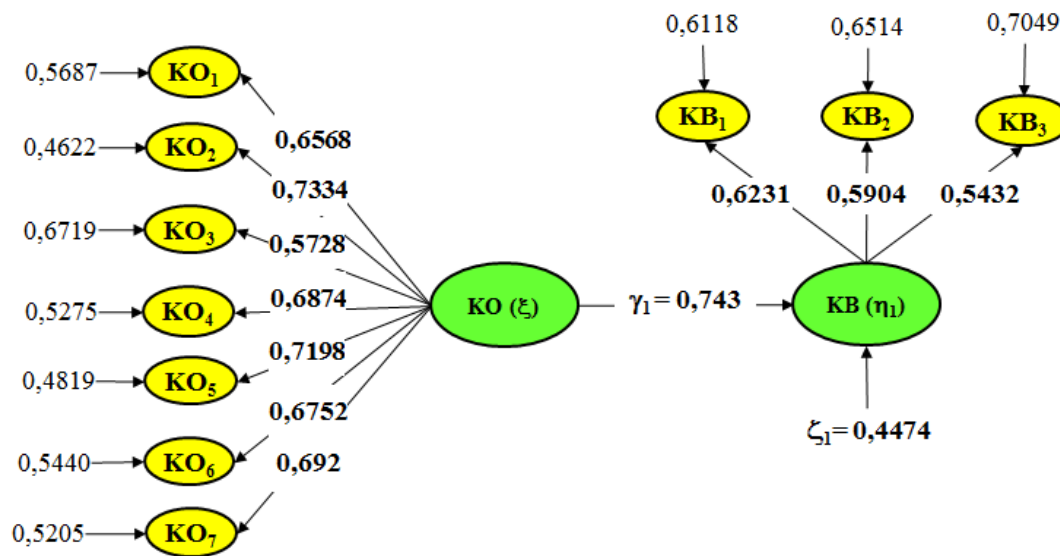 0,6118
0,6514
0,7049
0,5687
KO₁
KB₁
KB₂
KB₃
0,6568
0,4622
KO₂
0,7334
0,6231
0,5904
0,5432
0,6719
KO₃
0,5728
0,6874
KO (ξ)
γ₁ = 0,743
KB (η₁)
0,5275
KO₄
0,7198
0,4819
KO₅
0,6752
ζ₁ = 0,4474
0,5440
KO₆
0,692
0,5205
KO₇